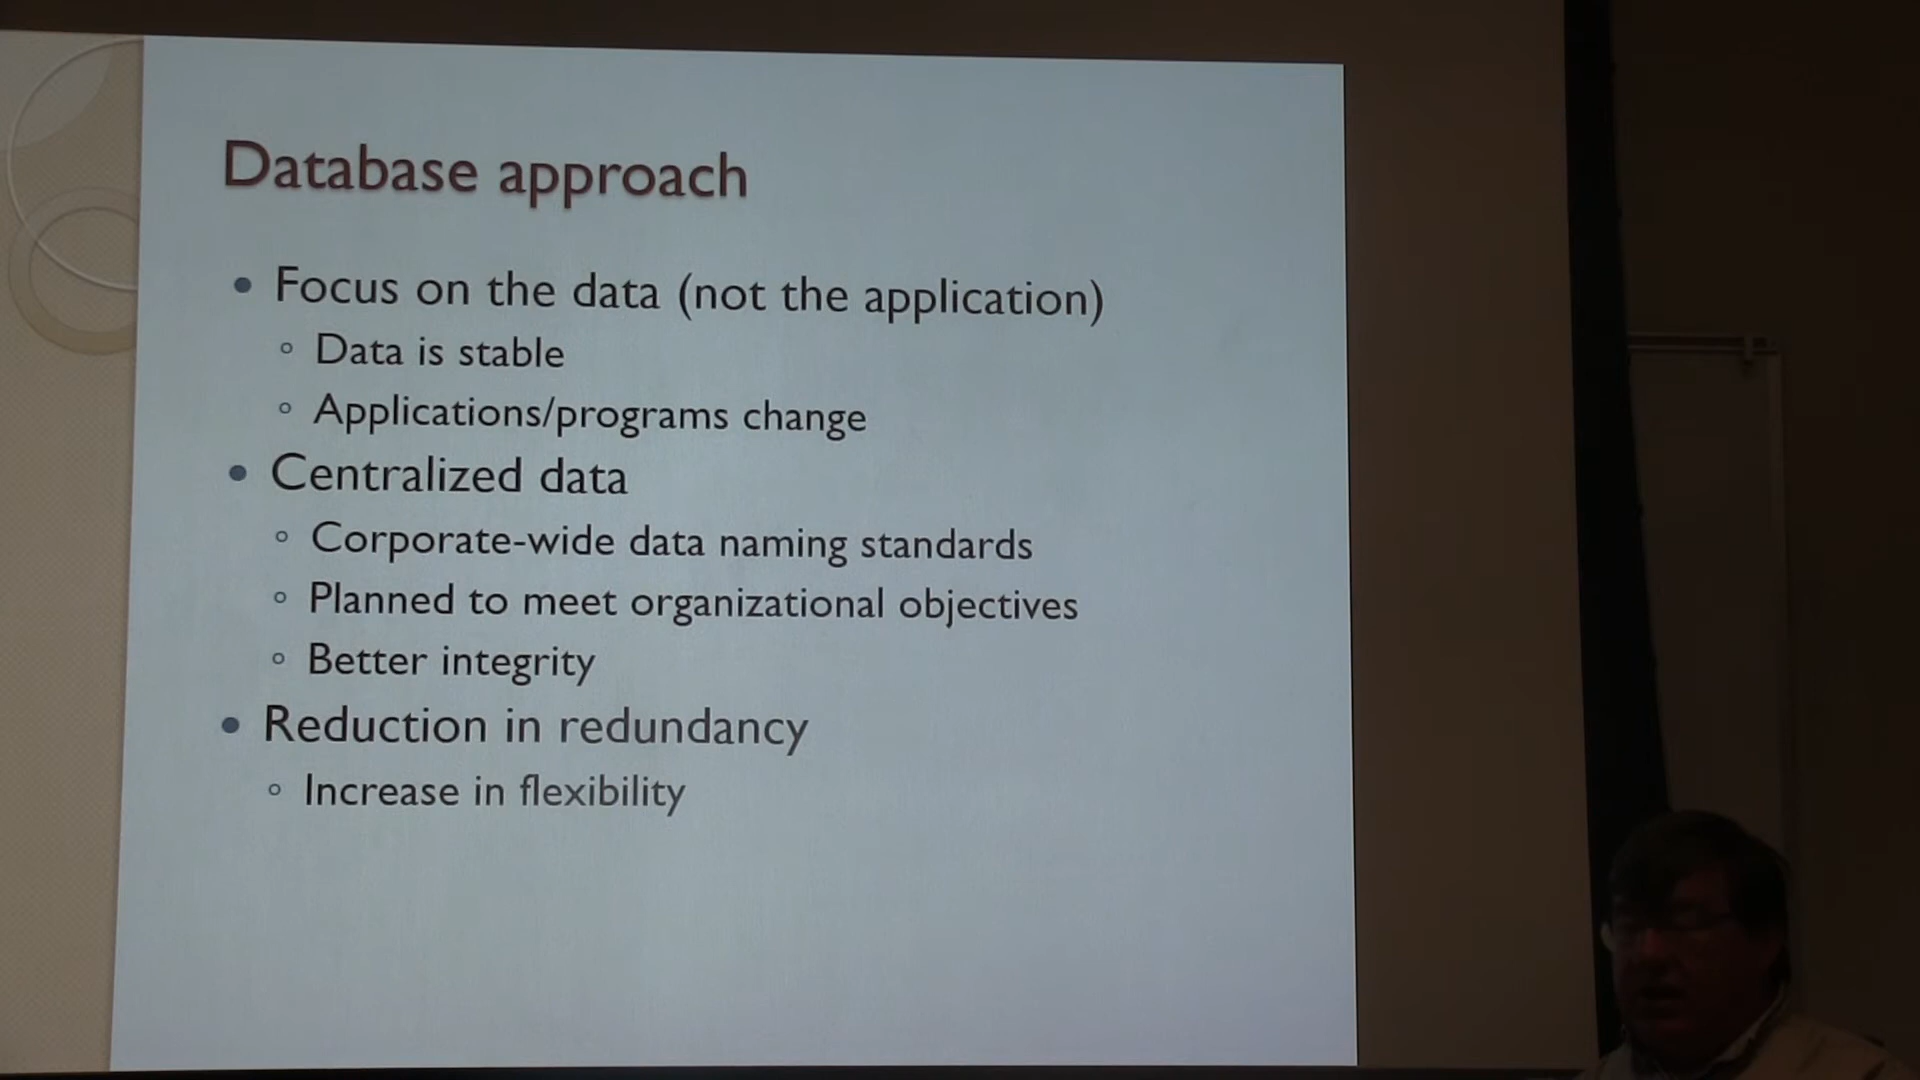 Database approach
• Focus on the data (not the application)
◦ Data is stable
◦ Applications/programs change
• Centralized data
◦ Corporate-wide data naming standards
◦ Planned to meet organizational objectives
◦ Better integrity
• Reduction in redundancy
◦ Increase in flexibility